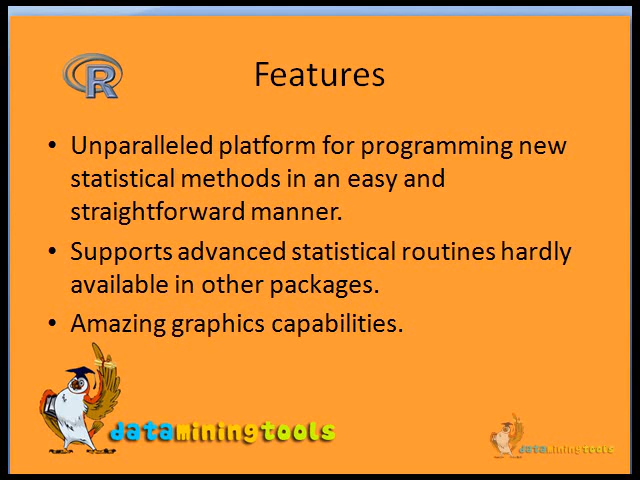 R
Features
• Unparalleled platform for programming new
statistical methods in an easy and
straightforward manner.
• Supports advanced statistical routines hardly
available in other packages.
• Amazing graphics capabilities.
dataminingtools
dataminingtools